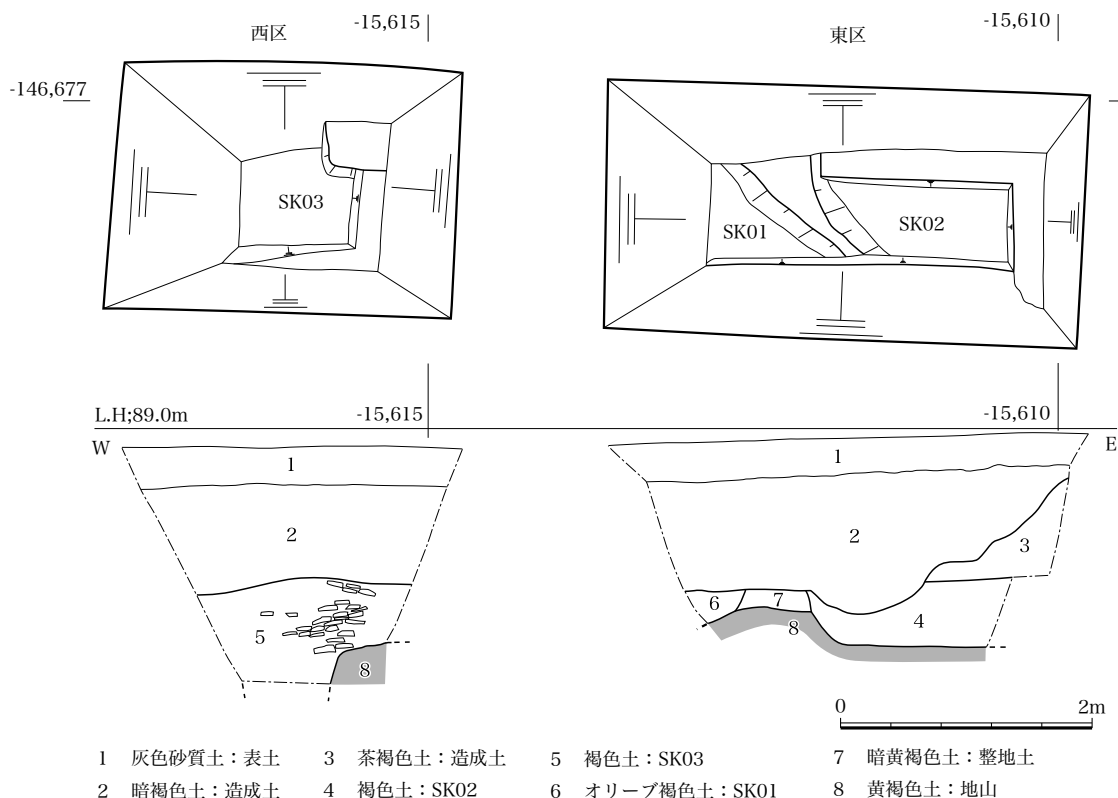 西区
-15,615
東区
-15,610
-146,677
SK03
SK01
SK02
L.H;89.0m
-15,615
-15,610
W
E
1
1
2
2
3
5
6
7
4
8
8
0
2m
1 灰色砂質土：表土
3 茶褐色土：造成土
5 褐色土：SK03
7 暗黄褐色土：整地土
2 暗褐色土：造成土
4 褐色土：SK02
6 オリーブ褐色土：SK01
8 黄褐色土：地山